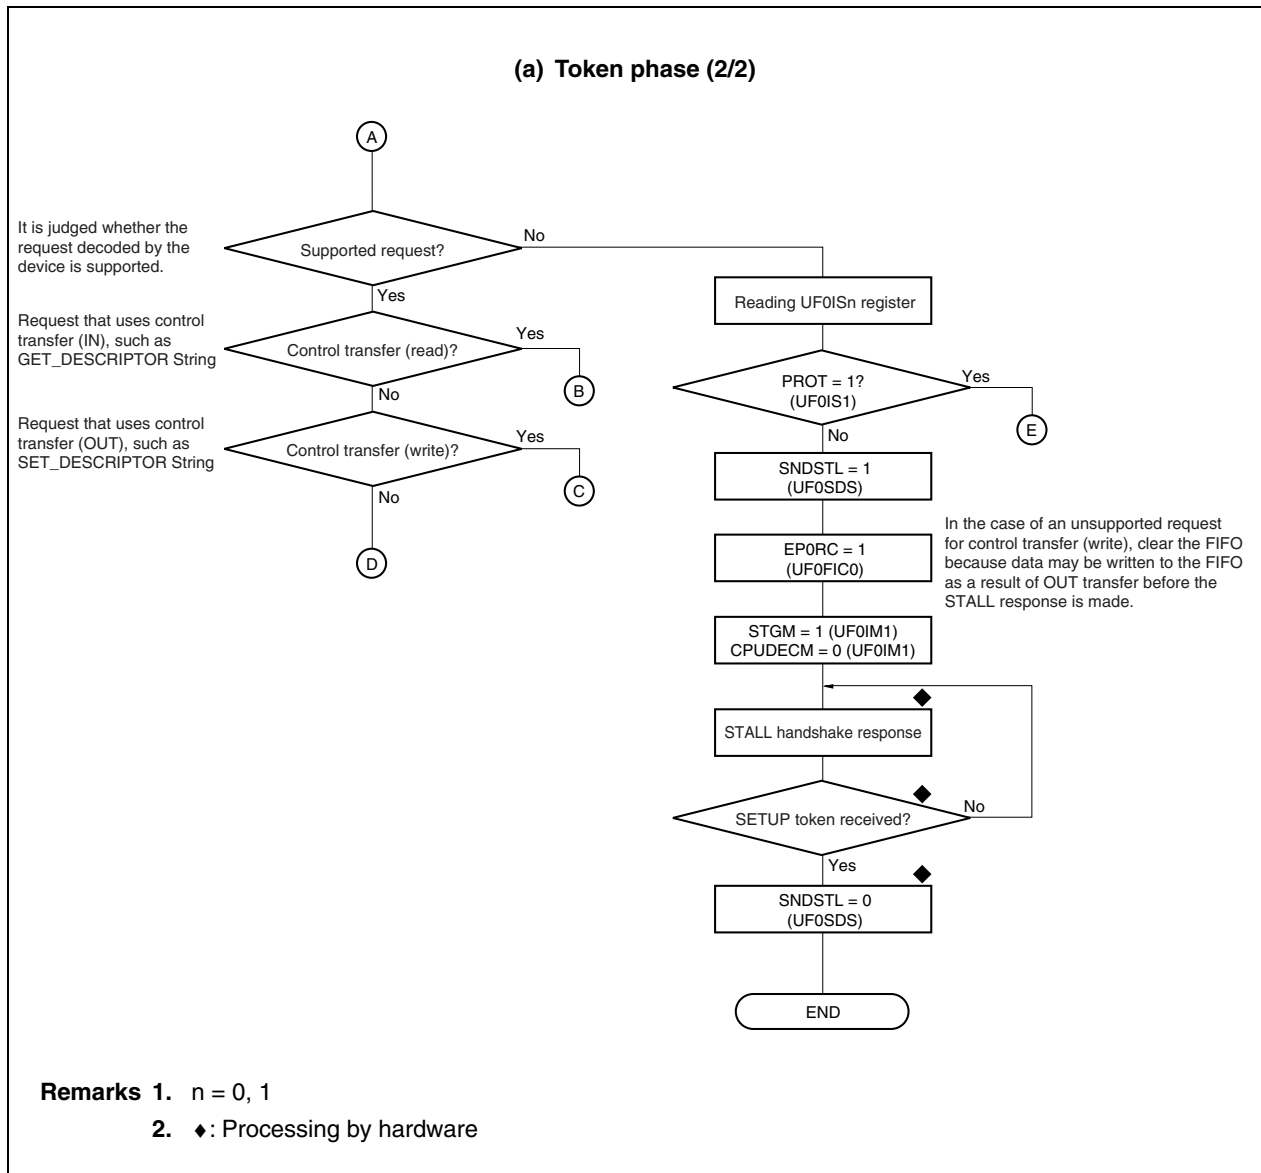 (a) Token phase (2/2)
A
It is judged whether the
request decoded by the
device is supported.
Supported request?
No
Yes
Reading UF0ISn register
Request that uses control
transfer (IN), such as
GET_DESCRIPTOR String
Control transfer (read)?
Yes
B
No
PROT = 1?
(UF0IS1)
Yes
E
No
Request that uses control
transfer (OUT), such as
SET_DESCRIPTOR String
Control transfer (write)?
Yes
C
No
D
SNDSTL = 1
(UF0SDS)
EP0RC = 1
(UF0FIC0)
In the case of an unsupported request
for control transfer (write), clear the FIFO
because data may be written to the FIFO
as a result of OUT transfer before the
STALL response is made.
STGM = 1 (UF0IM1)
CPUDECM = 0 (UF0IM1)
◆
STALL handshake response
◆
SETUP token received?
No
Yes
◆
SNDSTL = 0
(UF0SDS)
END
Remarks 1. n = 0, 1
2. ♦: Processing by hardware